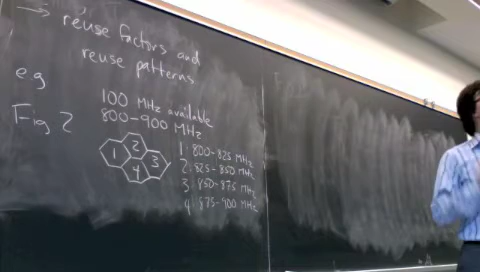 → reuse factors and
reuse patterns
eg
Fig 2
100 MHz available
800-900 MHz
1 2 3 4
1: 800-825 MHz
2: 825-850 MHz
3: 850-875 MHz
4: 875-900 MHz